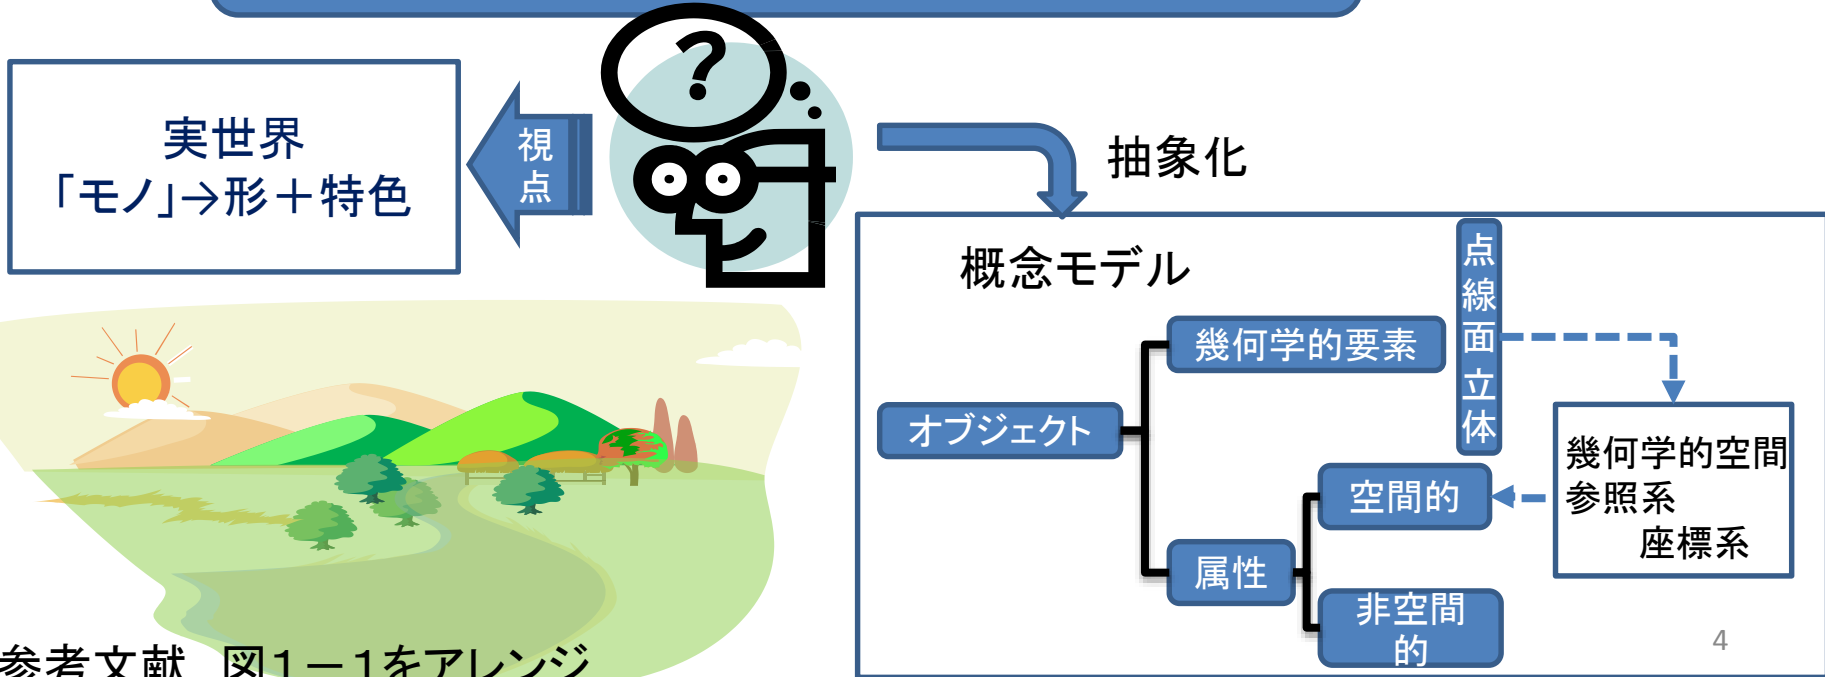 ?
実世界
「モノ」→形＋特色
視
点
抽象化
概念モデル
点
線
面
立
体
幾何学的要素
オブジェクト
空間的
属性
非空間
的
幾何学的空間
参照系
座標系
参考文献　図１－１をアレンジ
4